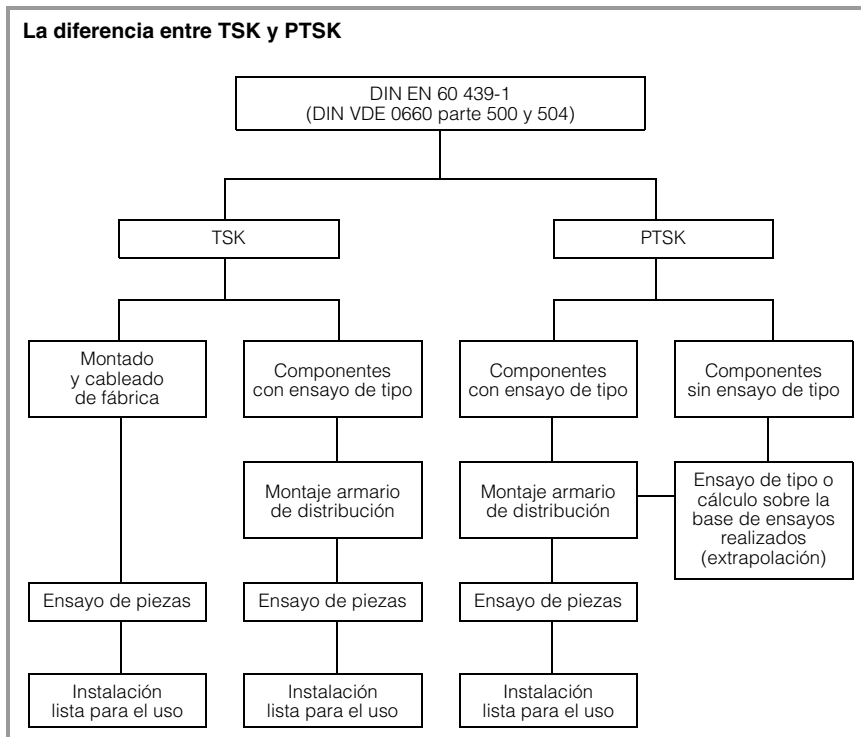 La diferencia entre TSK y PTSK
DIN EN 60 439-1
(DIN VDE 0660 parte 500 y 504)
TSK
PTSK
Montado
y cableado
de fábrica
Componentes
con ensayo de tipo
Componentes
con ensayo de tipo
Componentes
sin ensayo de tipo
Montaje armario
de distribución
Montaje armario
de distribución
Ensayo de tipo o
cálculo sobre la
base de ensayos
realizados
(extrapolación)
Ensayo de piezas
Ensayo de piezas
Ensayo de piezas
Instalación
lista para el uso
Instalación
lista para el uso
Instalación
lista para el uso